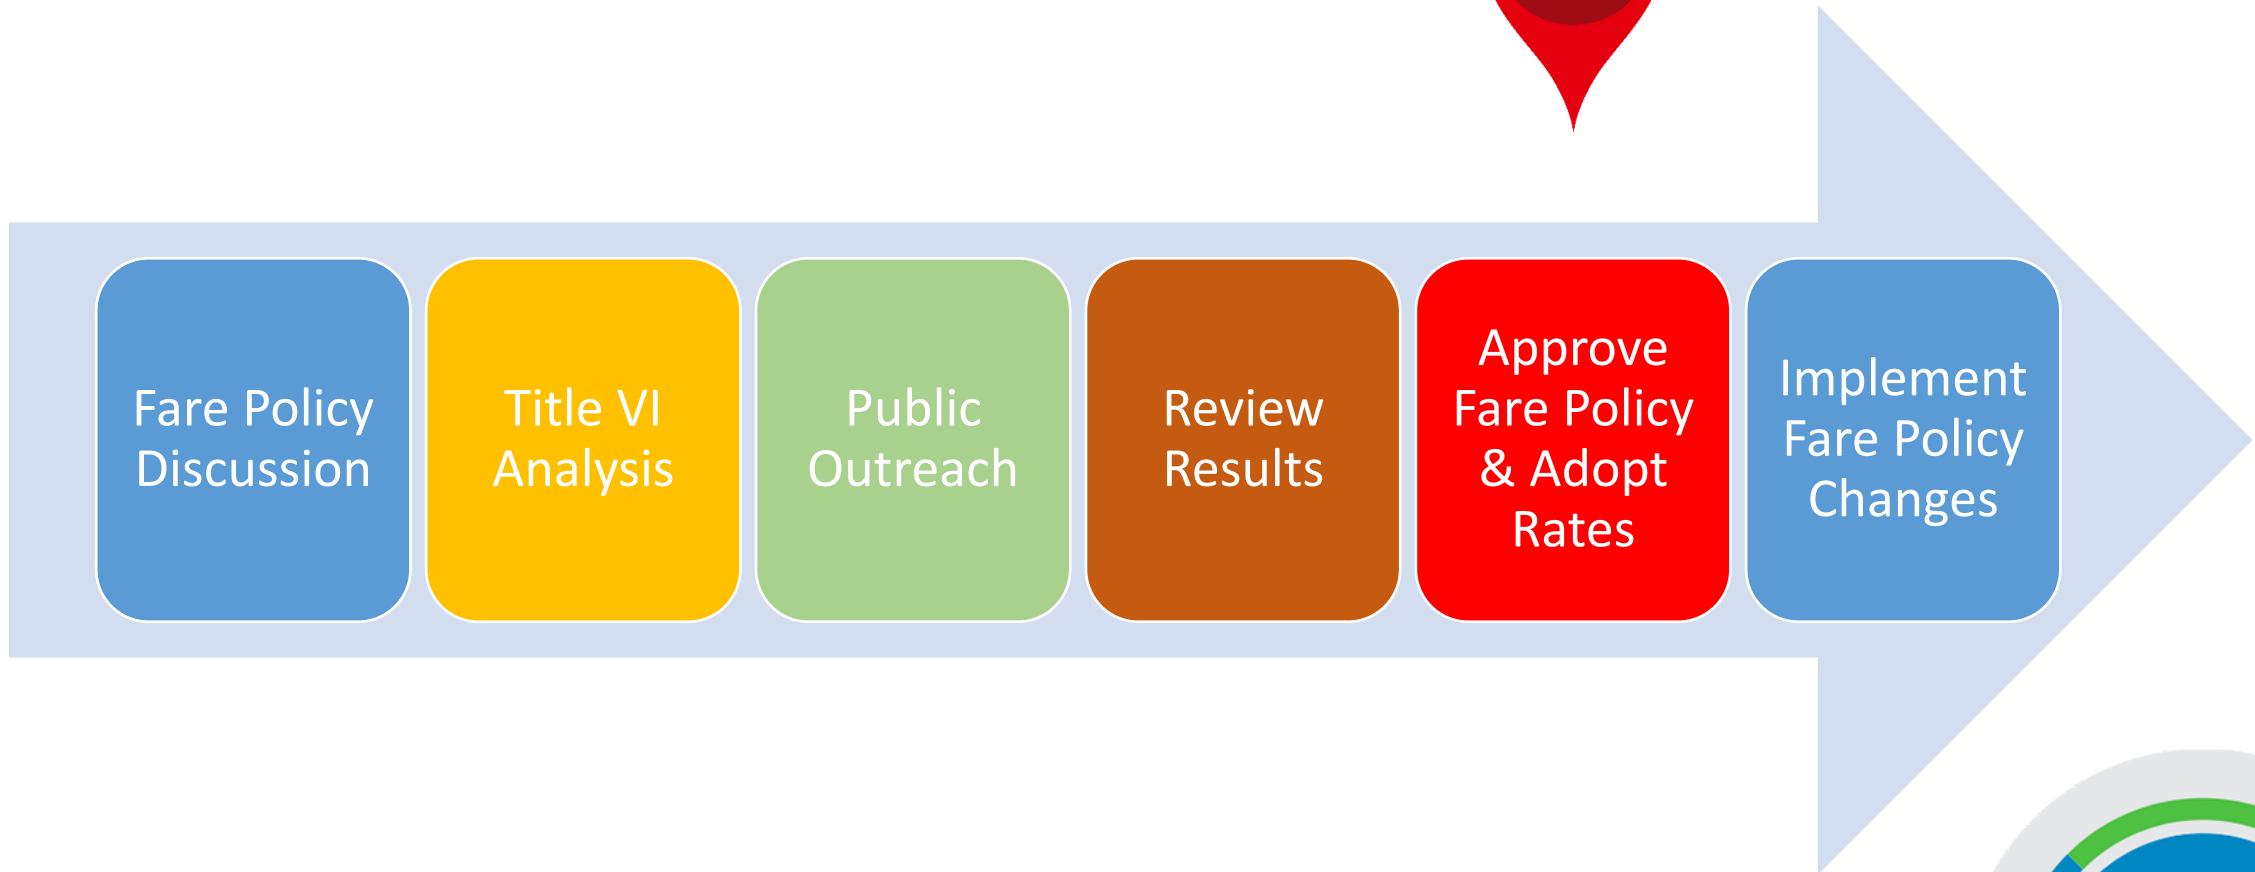 Fare Policy
Discussion
Title VI
Analysis
Public
Outreach
Review
Results
Approve
Fare Policy
& Adopt
Rates
Implement
Fare Policy
Changes